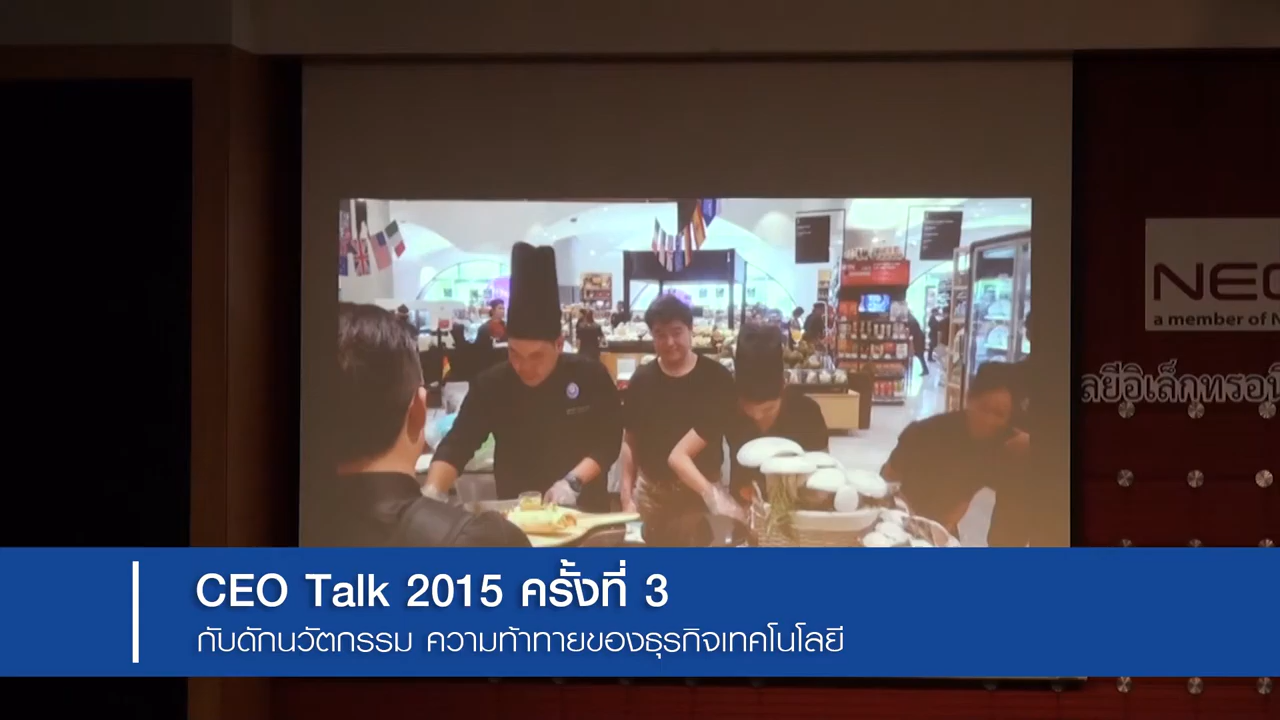 NEC
a member of N
ลยีอิเล็กทรอนิ
CEO Talk 2015 ครั้งที่ 3
กับดักนวัตกรรม ความท้าทายของธุรกิจเทคโนโลยี